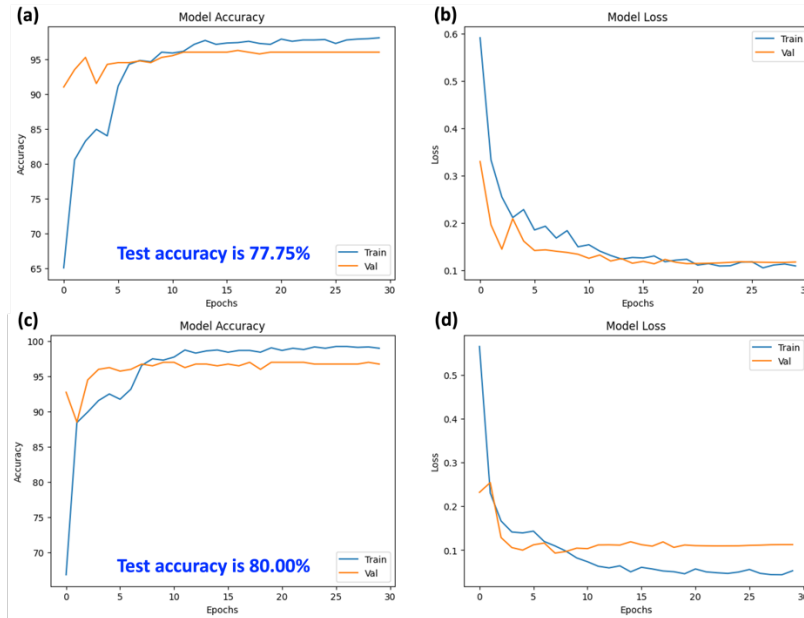 (a)
Model Accuracy
95
90
85
80
75
70
65
Accuracy
Test accuracy is 77.75%
Train
Val
0
5
10
15
20
25
30
Epochs
(b)
Model Loss
0.6
0.5
0.4
0.3
0.2
0.1
Loss
Train
Val
0
5
10
15
20
25
30
Epochs
(c)
Model Accuracy
100
95
90
85
80
75
70
Accuracy
Test accuracy is 80.00%
Train
Val
0
5
10
15
20
25
30
Epochs
(d)
Model Loss
0.5
0.4
0.3
0.2
0.1
Loss
Train
Val
0
5
10
15
20
25
Epochs